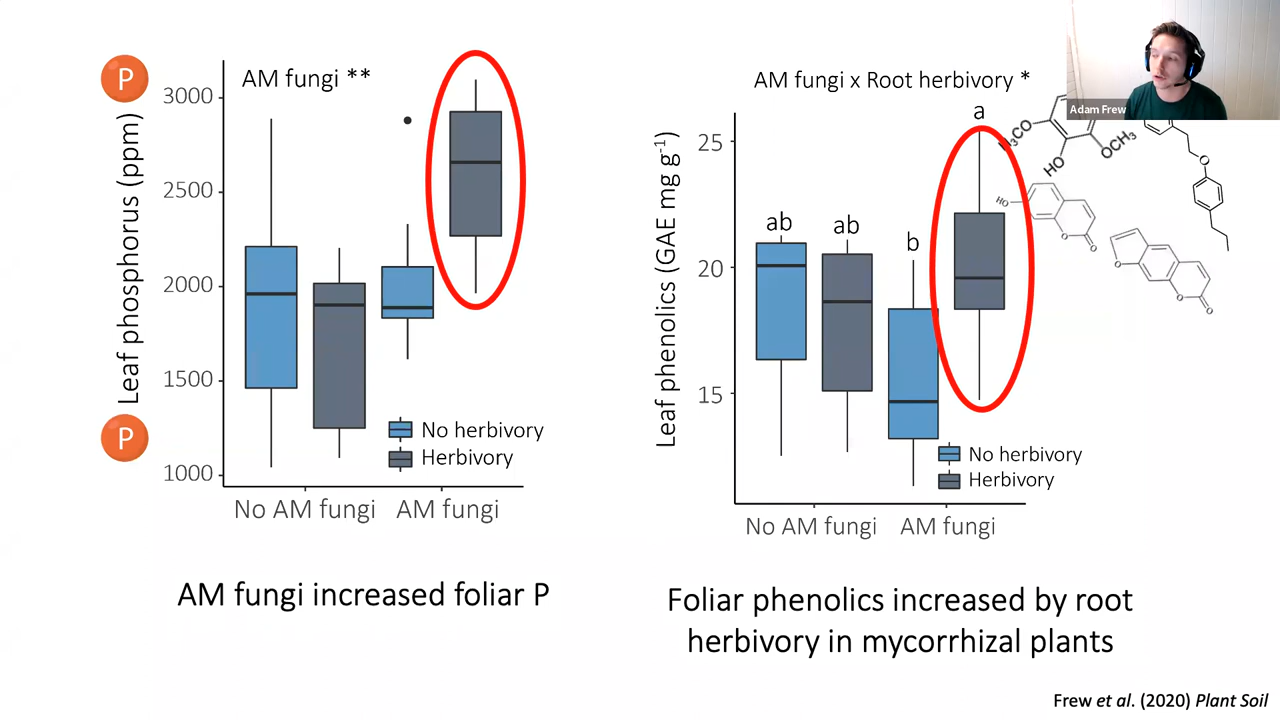 P
AM fungi **
3000
2500
2000
1500
1000
Leaf phosphorus (ppm)
P
No herbivory
Herbivory
No AM fungi
AM fungi
AM fungi increased foliar P
AM fungi x Root herbivory *
25
20
15
Leaf phenolics (GAE mg g-1)
ab
ab
b
a
No herbivory
Herbivory
No AM fungi
AM fungi
Foliar phenolics increased by root
herbivory in mycorrhizal plants
Adam Frew
HO
OCH3
HO
O
O
O
O
O
O
Frew et al. (2020) Plant Soil